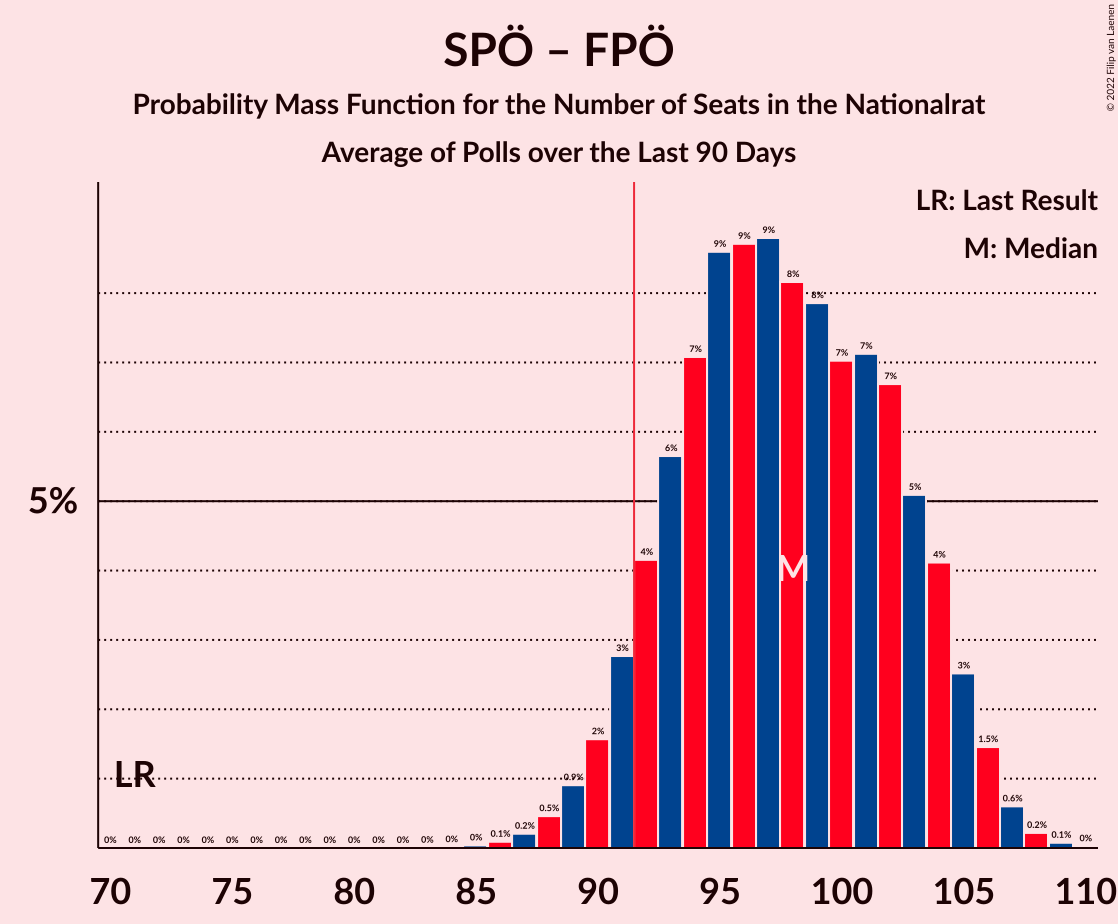 SPÖ – FPÖ
Probability Mass Function for the Number of Seats in the Nationalrat
Average of Polls over the Last 90 Days
© 2022 Filip van Laenen
LR: Last Result
M: Median
5%
LR
M
0% 0% 0% 0% 0% 0% 0% 0% 0% 0% 0% 0% 0% 0% 0% 0% 0.1% 0.2% 0.5% 0.9% 2% 3% 4% 6% 7% 9% 9% 9% 8% 8% 7% 7% 7% 5% 4% 3% 1.5% 0.6% 0.2% 0.1% 0%
70 75 80 85 90 95 100 105 110